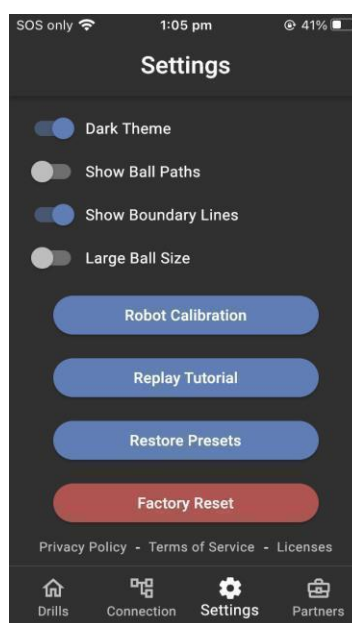 SOS only 1:05 pm 41%
Settings
Dark Theme
Show Ball Paths
Show Boundary Lines
Large Ball Size
Robot Calibration
Replay Tutorial
Restore Presets
Factory Reset
Privacy Policy - Terms of Service - Licenses
Drills Connection Settings Partners